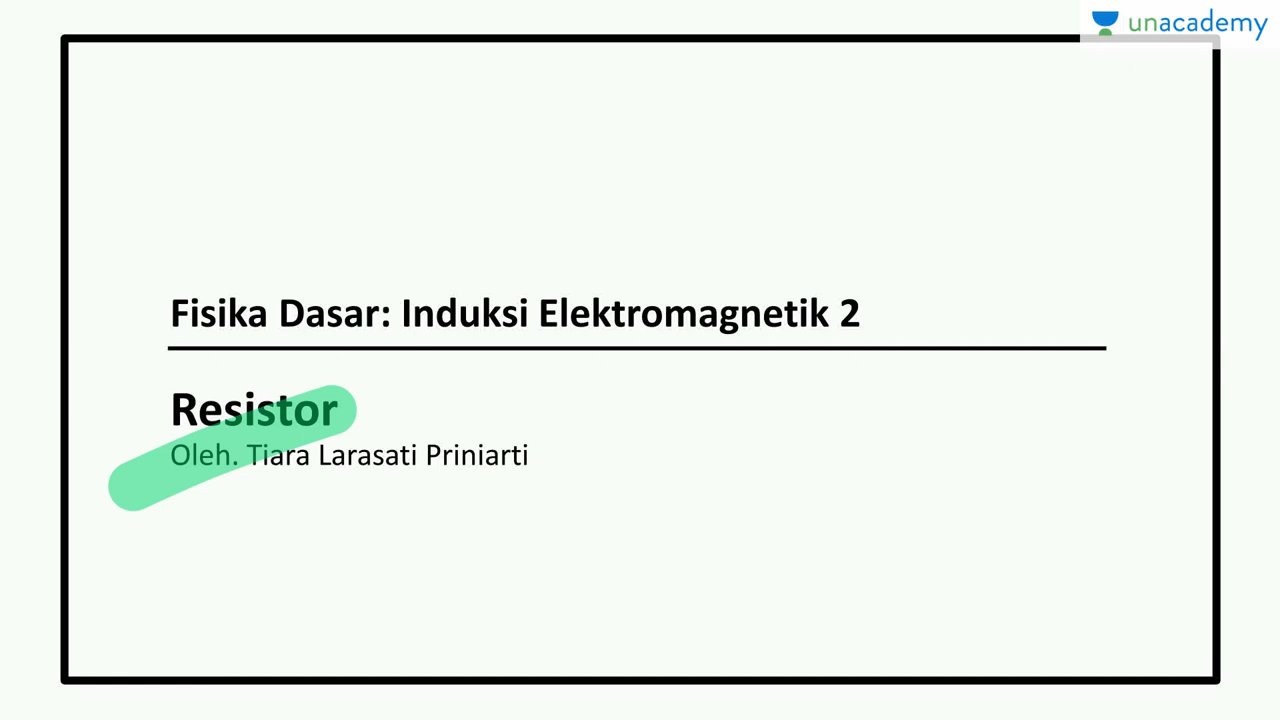 unacademy
Fisika Dasar: Induksi Elektromagnetik 2
Resistor
Oleh. Tiara Larasati Priniarti